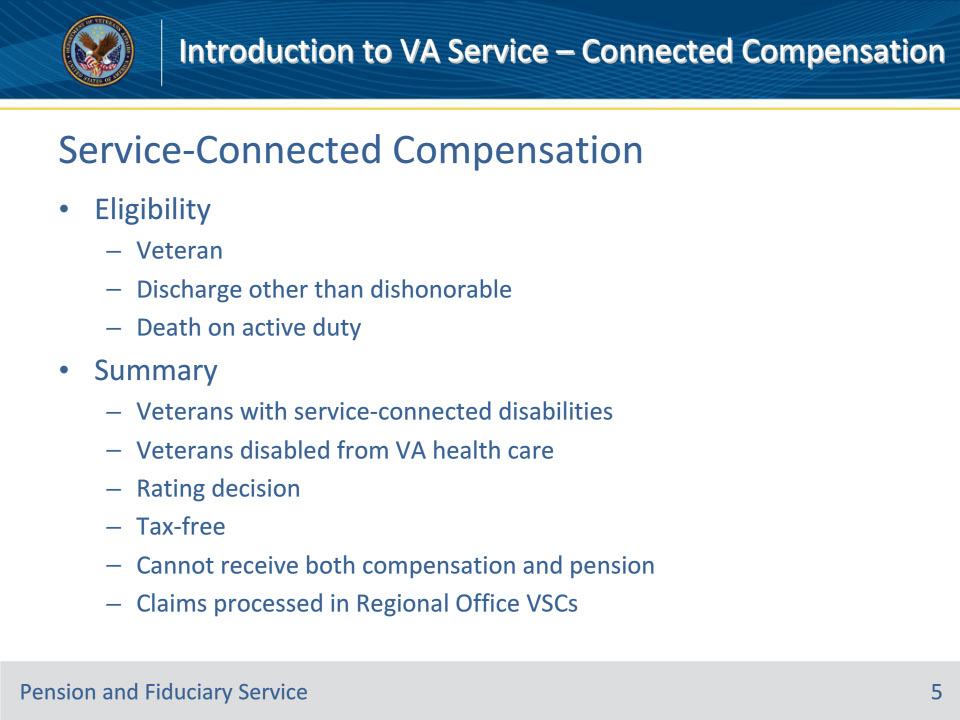 Introduction to VA Service – Connected Compensation
Service-Connected Compensation
• Eligibility
– Veteran
– Discharge other than dishonorable
– Death on active duty
• Summary
– Veterans with service-connected disabilities
– Veterans disabled from VA health care
– Rating decision
– Tax-free
– Cannot receive both compensation and pension
– Claims processed in Regional Office VSCs
Pension and Fiduciary Service
5